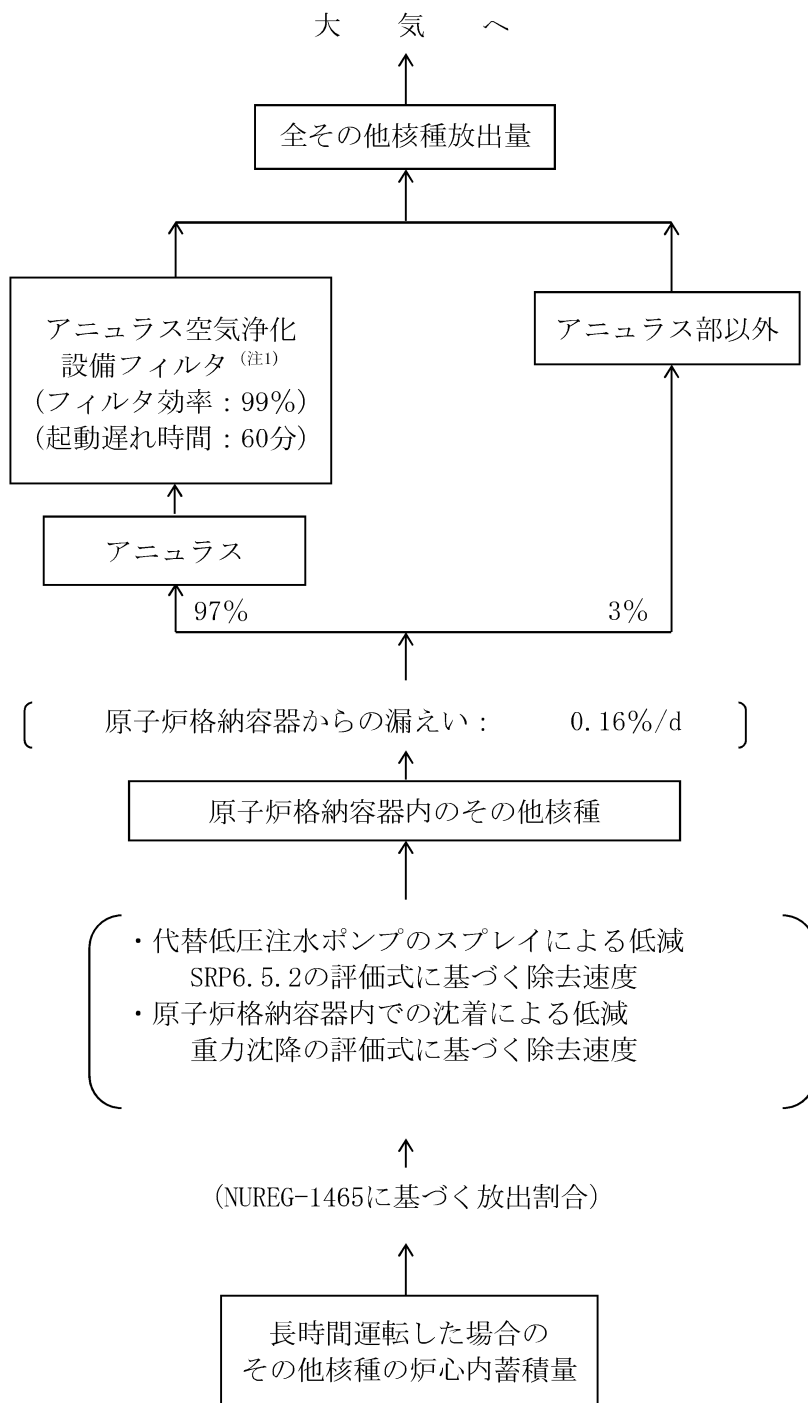 大　気　へ
全その他核種放出量
アニュラス空気浄化
設備フィルタ（注1）
（フィルタ効率：99%）
（起動遅れ時間：60分）
アニュラス部以外
アニュラス
97%
3%
原子炉格納容器からの漏えい：　0.16%/d
原子炉格納容器内のその他核種
・代替低圧注水ポンプのスプレイによる低減
SRP6.5.2の評価式に基づく除去速度
・原子炉格納容器内での沈着による低減
重力沈降の評価式に基づく除去速度
（NUREG-1465に基づく放出割合）
長時間運転した場合の
その他核種の炉心内蓄積量